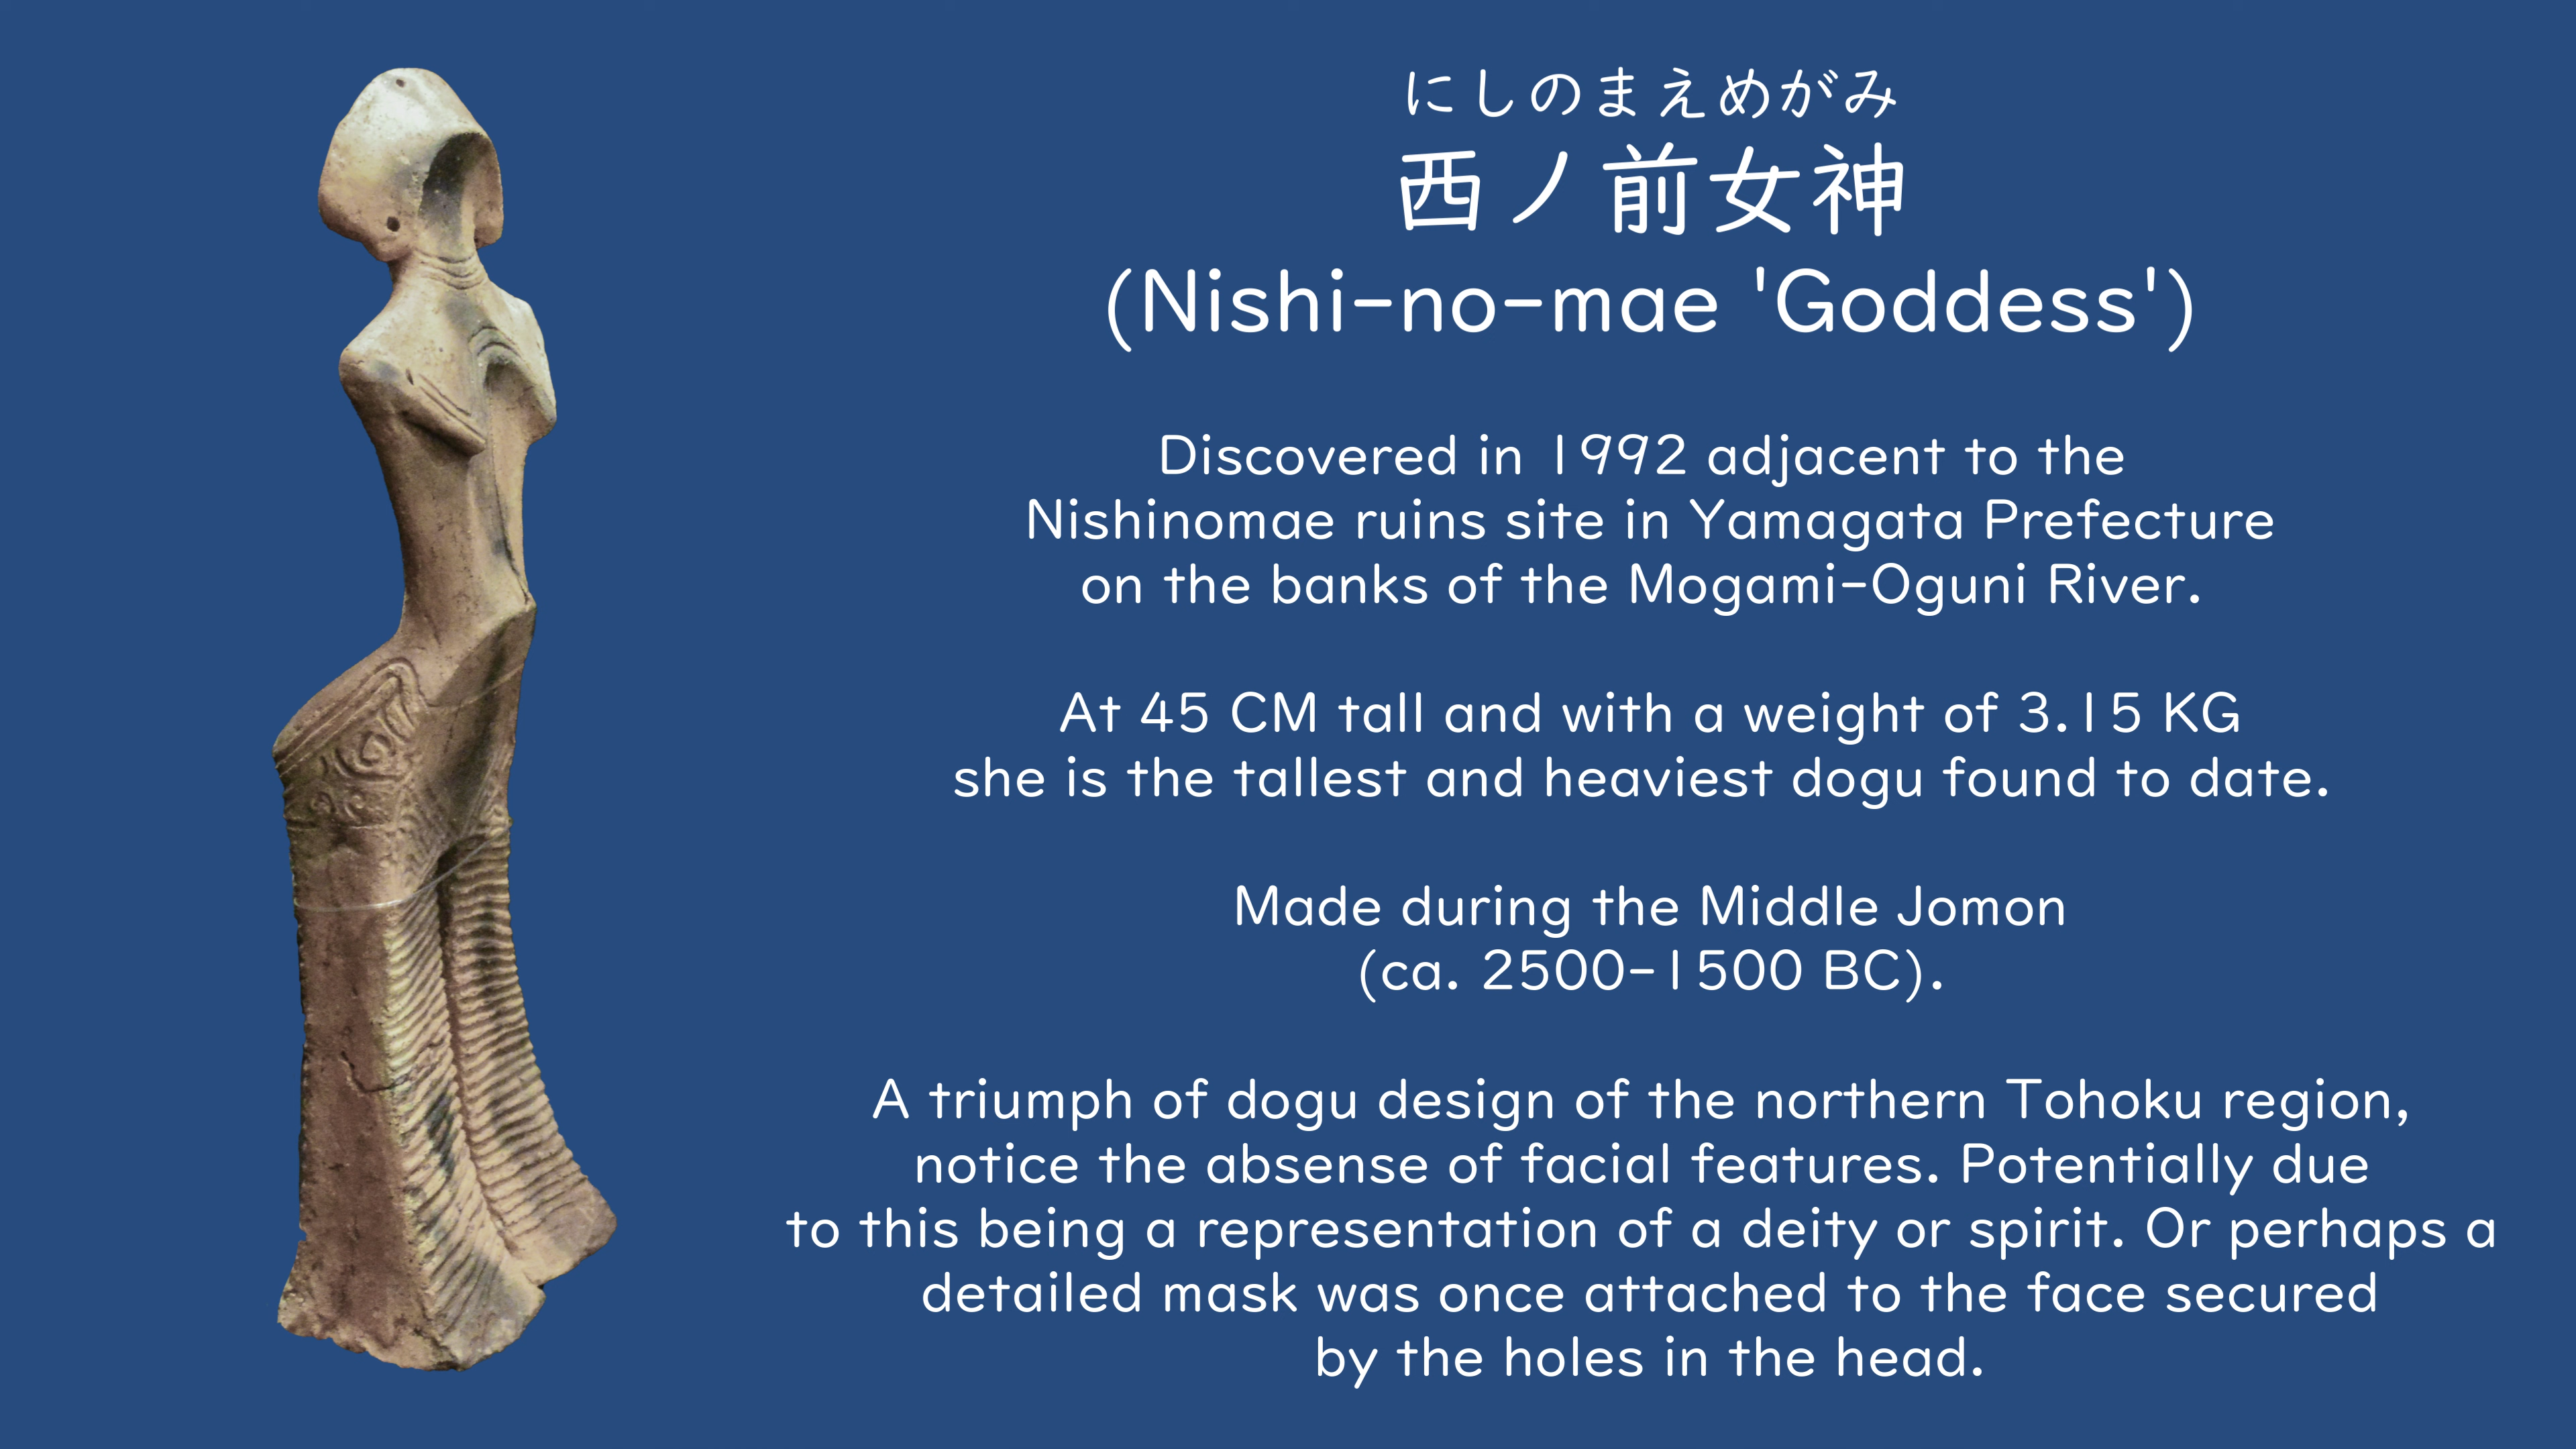 にしのまえめがみ
西ノ前女神
(Nishi-no-mae 'Goddess')
Discovered in 1992 adjacent to the
Nishinomae ruins site in Yamagata Prefecture
on the banks of the Mogami-Oguni River.
At 45 CM tall and with a weight of 3.15 KG
she is the tallest and heaviest dogu found to date.
Made during the Middle Jomon
(ca. 2500-1500 BC).
A triumph of dogu design of the northern Tohoku region,
notice the absense of facial features. Potentially due
to this being a representation of a deity or spirit. Or perhaps a
detailed mask was once attached to the face secured
by the holes in the head.